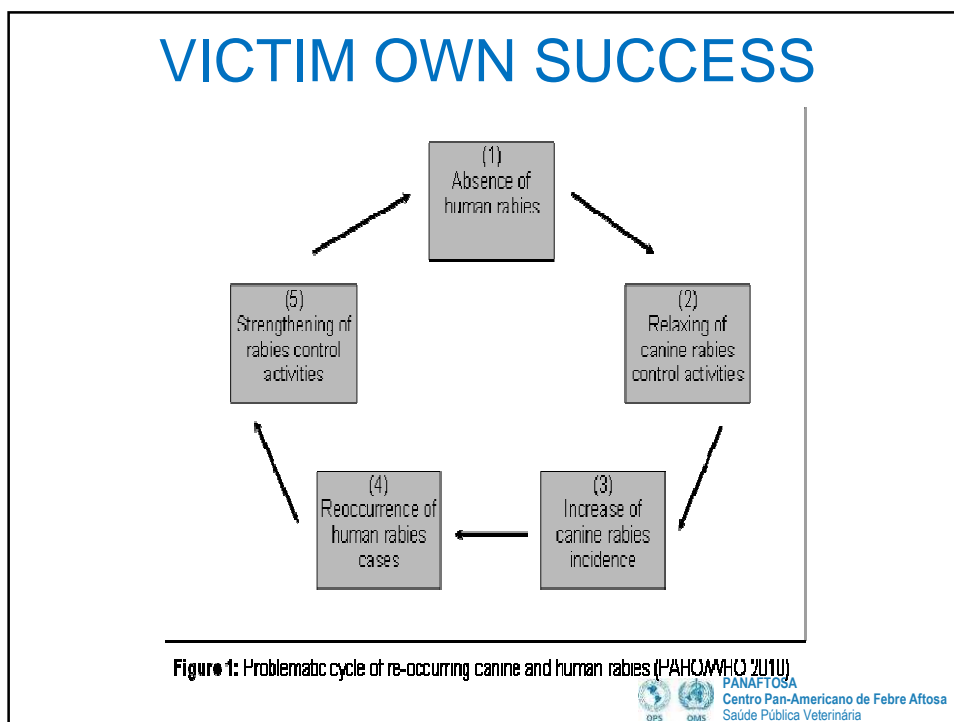 VICTIM OWN SUCCESS
(1)
Absence of
human rabies
(2)
Relaxing of
canine rabies
control activities
(3)
Increase of
canine rabies
incidence
(4)
Reoccurrence of
human rabies
cases
(5)
Strengthening of
rabies control
activities
Figure 1: Problematic cycle of re-occurring canine and human rabies (PAHO/WHO 2010)
OPS OMS
PANAFTOSA
Centro Pan-Americano de Febre Aftosa
Saúde Pública Veterinária